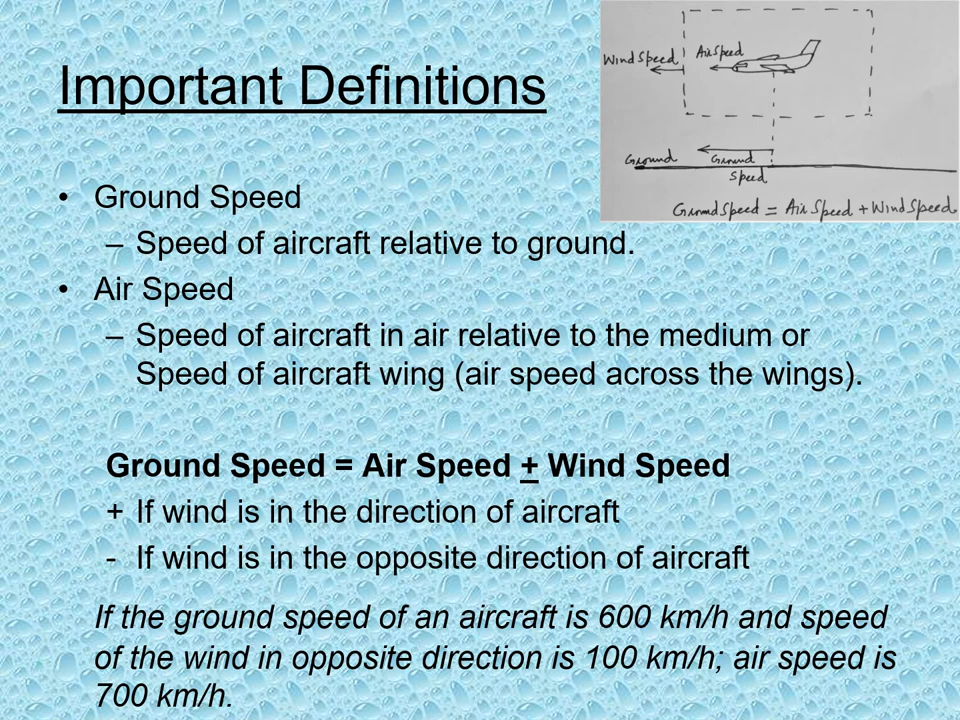 Important Definitions
Wind Speed
Air Speed
Ground
Ground
Speed
Ground Speed = Air Speed + Wind Speed
• Ground Speed
– Speed of aircraft relative to ground.
• Air Speed
– Speed of aircraft in air relative to the medium or
Speed of aircraft wing (air speed across the wings).
Ground Speed = Air Speed + Wind Speed
+ If wind is in the direction of aircraft
- If wind is in the opposite direction of aircraft
If the ground speed of an aircraft is 600 km/h and speed
of the wind in opposite direction is 100 km/h; air speed is
700 km/h.